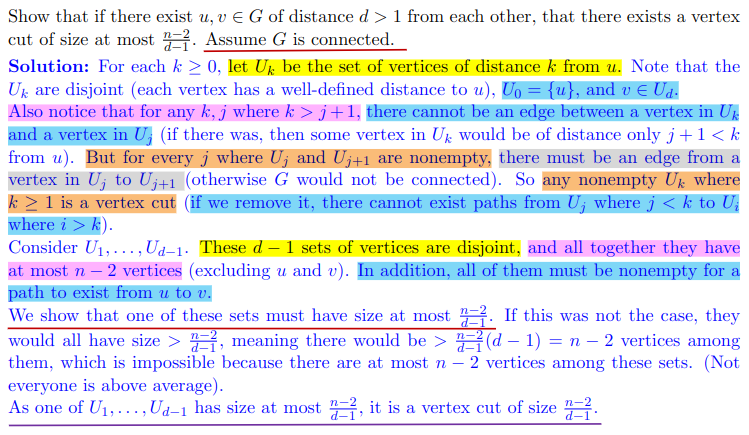 Show that if there exist u, v ∈ G of distance d > 1 from each other, that there exists a vertex
cut of size at most \frac{n-2}{d-1}. Assume G is connected.
Solution: For each k ≥ 0, let U_k be the set of vertices of distance k from u. Note that the
U_k are disjoint (each vertex has a well-defined distance to u), U_0 = {u}, and v ∈ U_d.
Also notice that for any k, j where k > j+1, there cannot be an edge between a vertex in U_k
and a vertex in U_j (if there was, then some vertex in U_k would be of distance only j + 1 < k
from u). But for every j where U_j and U_{j+1} are nonempty, there must be an edge from a
vertex in U_j to U_{j+1} (otherwise G would not be connected). So any nonempty U_k where
k ≥ 1 is a vertex cut (if we remove it, there cannot exist paths from U_j where j < k to U_i
where i > k).
Consider U_1, . . . , U_{d−1}. These d − 1 sets of vertices are disjoint, and all together they have
at most n − 2 vertices (excluding u and v). In addition, all of them must be nonempty for a
path to exist from u to v.
We show that one of these sets must have size at most \frac{n-2}{d-1}. If this was not the case, they
would all have size > \frac{n-2}{d-1}, meaning there would be > \frac{n-2}{d-1}(d − 1) = n − 2 vertices among
them, which is impossible because there are at most n − 2 vertices among these sets. (Not
everyone is above average).
As one of U_1, . . . , U_{d−1} has size at most \frac{n-2}{d-1}, it is a vertex cut of size \frac{n-2}{d-1}.